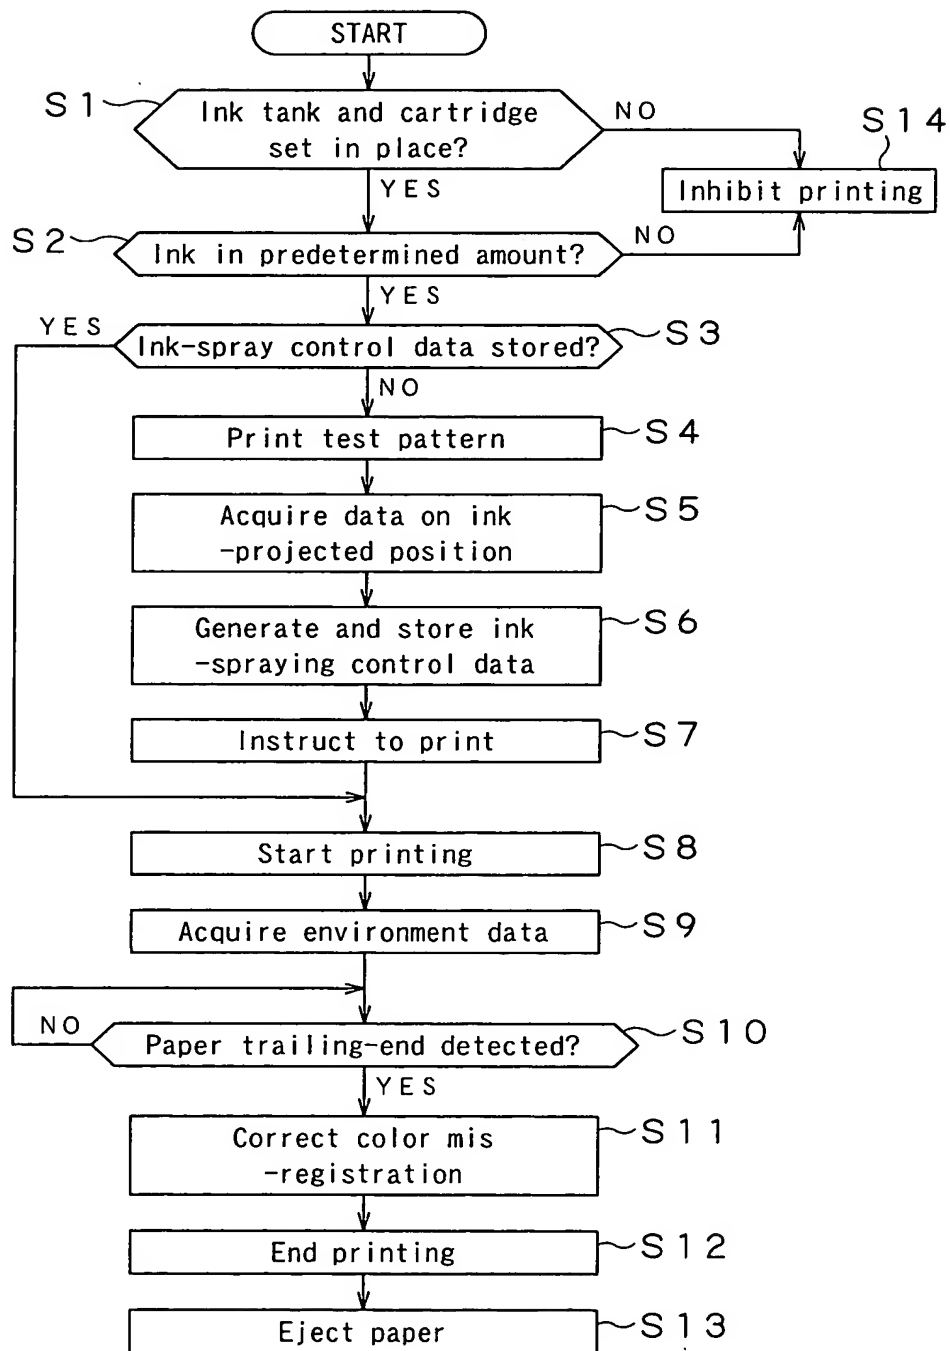 START
S1
Ink tank and cartridge
set in place?
NO
S14
Inhibit printing
YES
S2
Ink in predetermined amount?
NO
YES
YES
Ink-spray control data stored?
S3
NO
Print test pattern
S4
Acquire data on ink
-projected position
S5
Generate and store ink
-spraying control data
S6
Instruct to print
S7
Start printing
S8
Acquire environment data
S9
NO
Paper trailing-end detected?
S10
YES
Correct color mis
-registration
S11
End printing
S12
Eject paper
S13